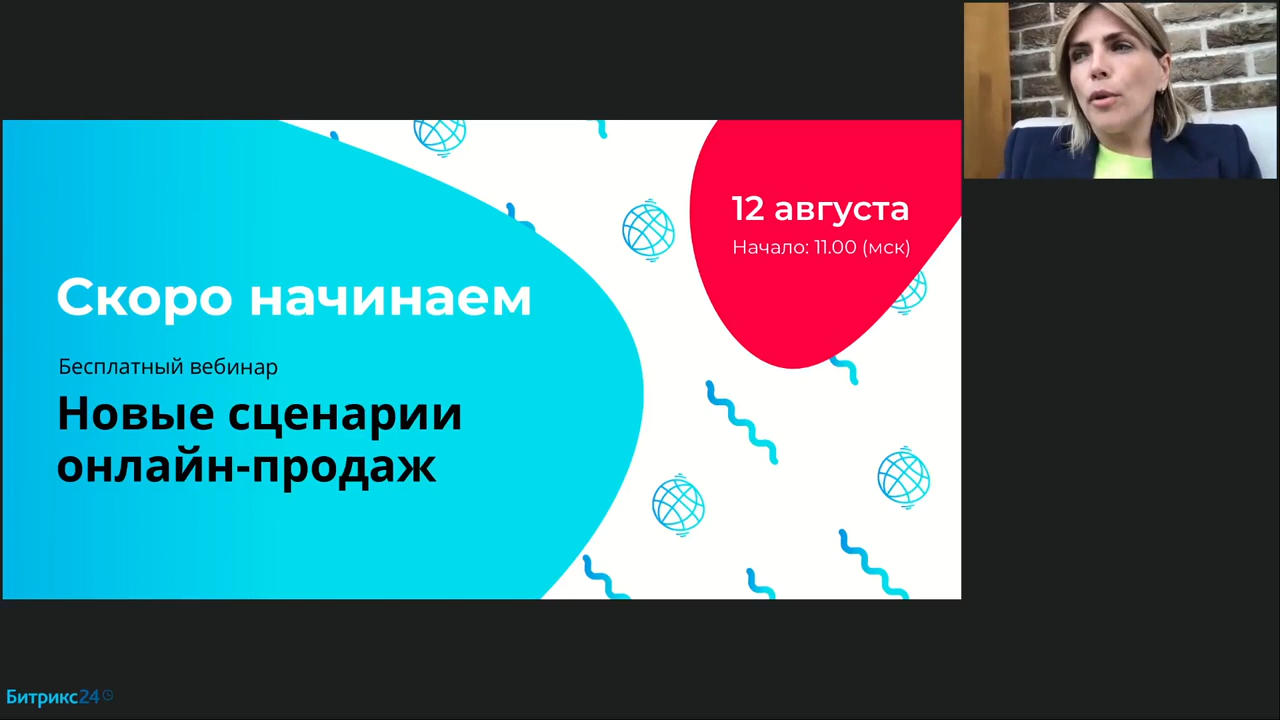 12 августа
Начало: 11.00 (мск)
Скоро начинаем
Бесплатный вебинар
Новые сценарии
онлайн-продаж
Битрикс24